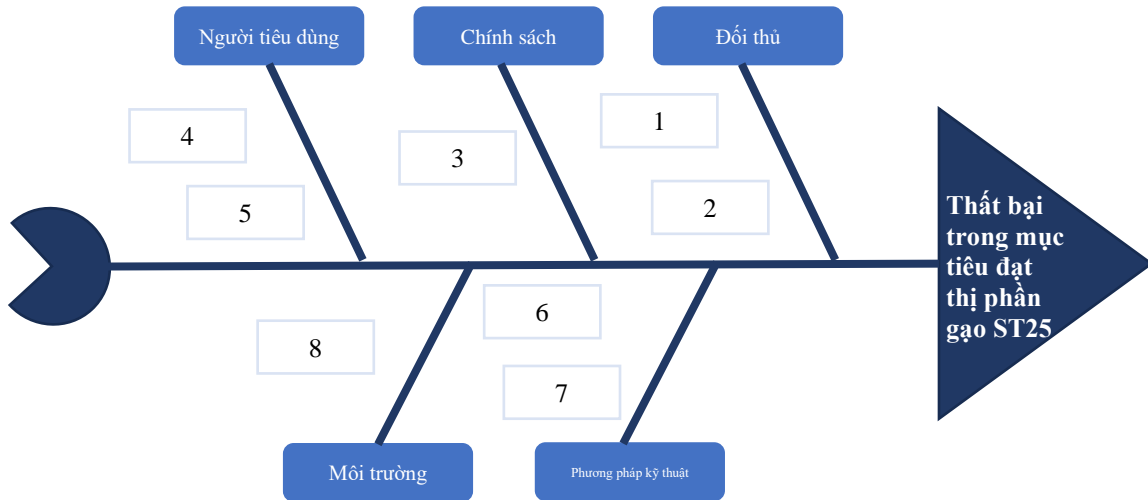 Người tiêu dùng
Chính sách
Đối thủ
1
4
3
5
2
Thất bại
trong mục
tiêu đạt
thị phần
gạo ST25
6
8
7
Môi trường
Phương pháp kỹ thuật